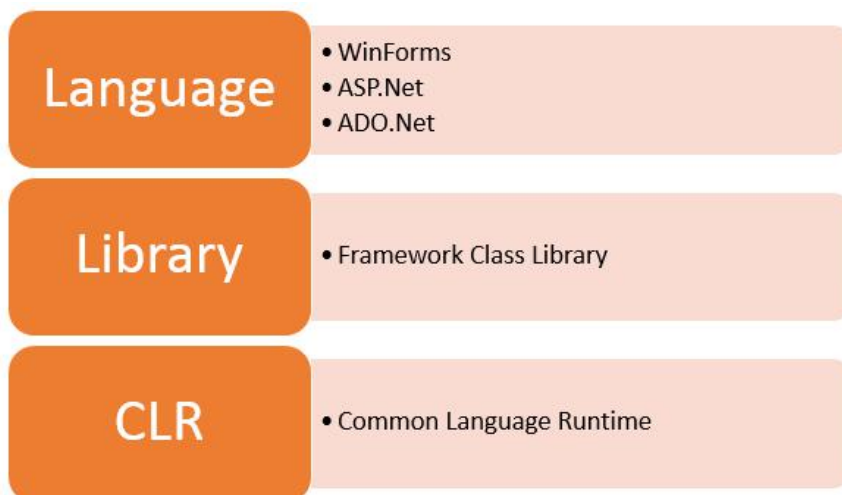 Language
• WinForms
• ASP.Net
• ADO.Net
Library
• Framework Class Library
CLR
• Common Language Runtime